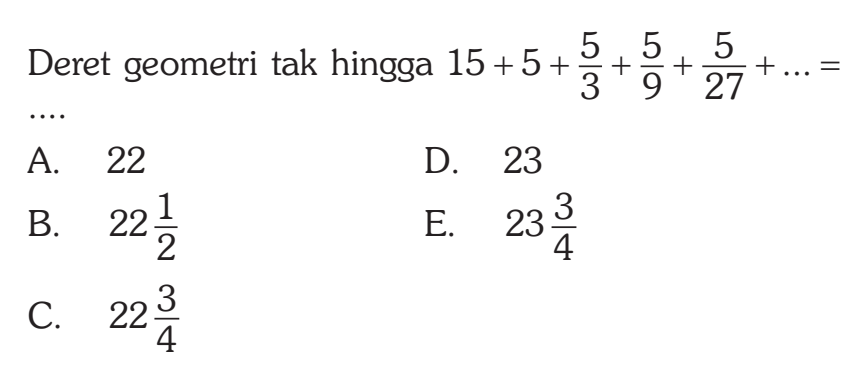 Deret geometri tak hingga 15 + 5 + 5/3 + 5/9 + 5/27 + ... =
....
A. 22 D. 23
B. 22 1/2 E. 23 3/4
C. 22 3/4